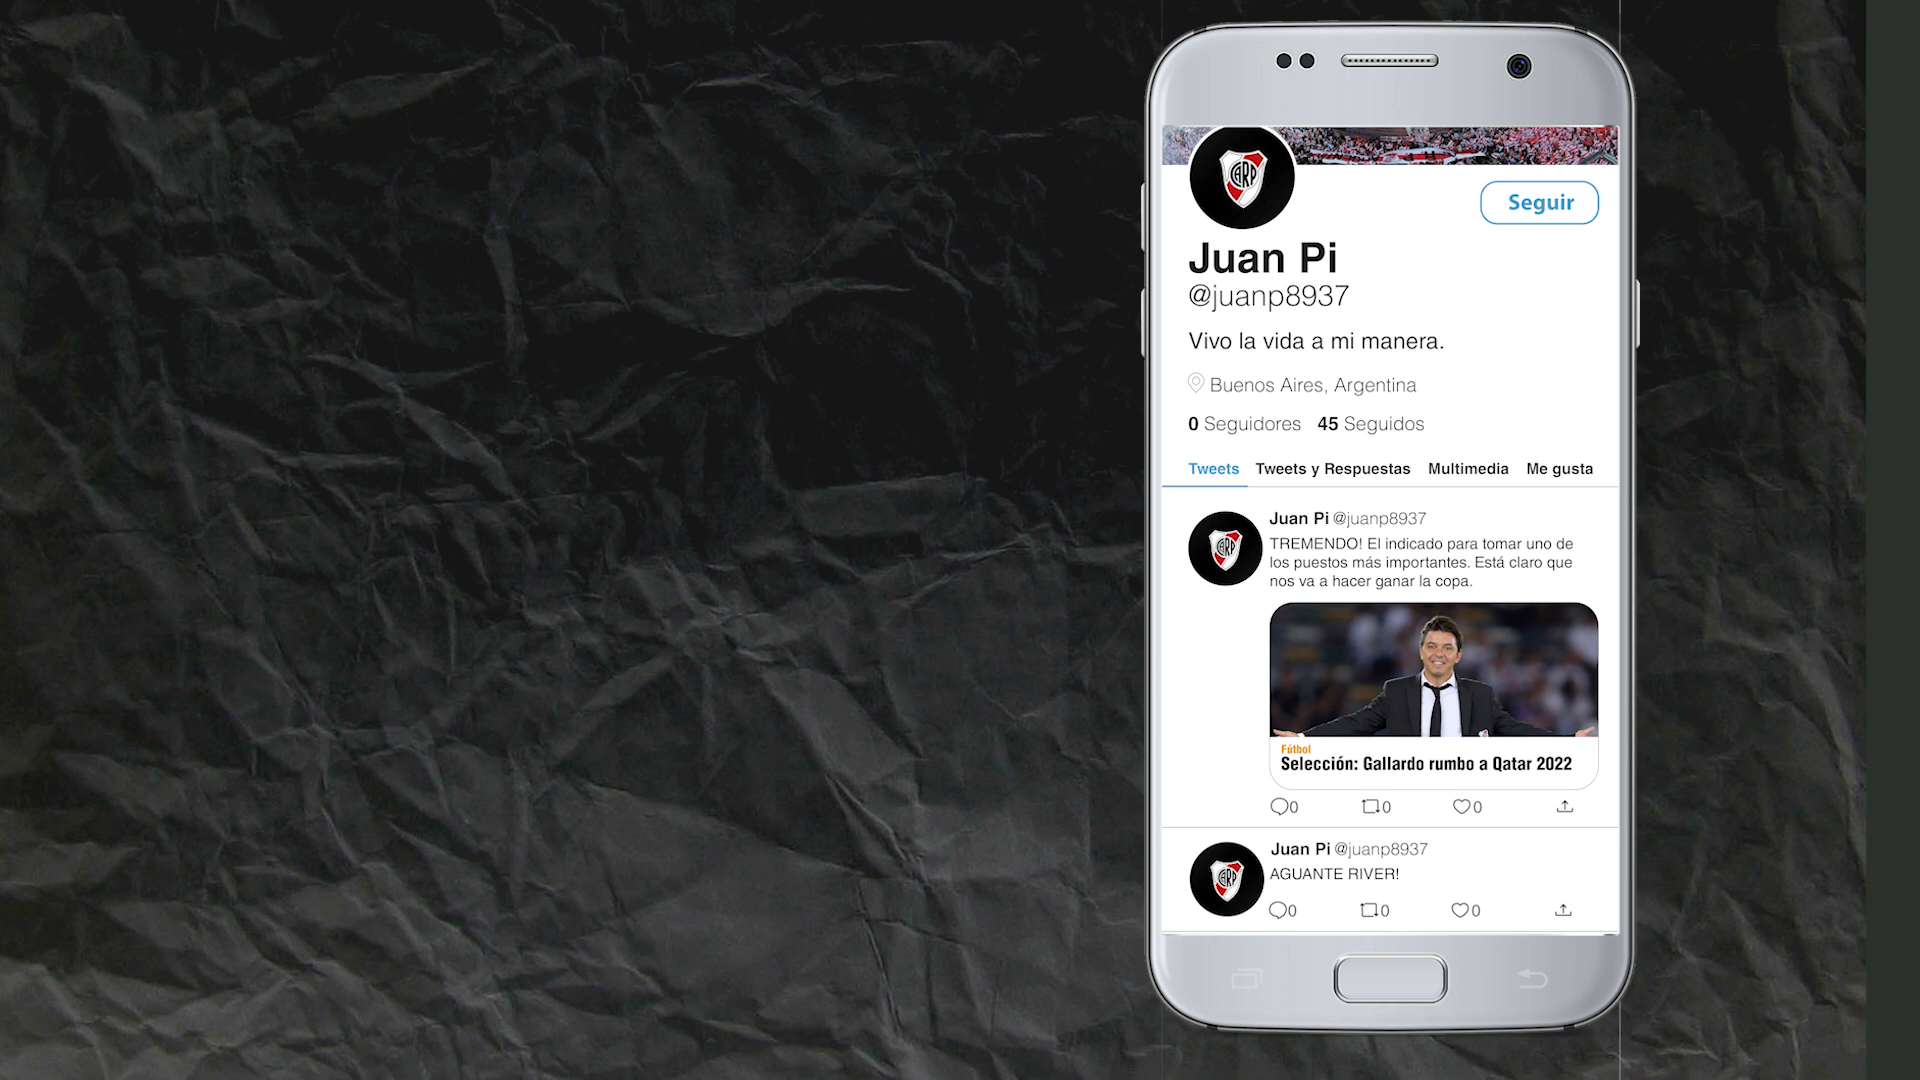 CARP
Seguir
Juan Pi
@juanp8937
Vivo la vida a mi manera.
Buenos Aires, Argentina
0 Seguidores 45 Seguidos
Tweets Tweets y Respuestas Multimedia Me gusta
CARP
Juan Pi @juanp8937
TREMENDO! El indicado para tomar uno de
los puestos más importantes. Está claro que
nos va a hacer ganar la copa.
Fútbol
Selección: Gallardo rumbo a Qatar 2022
0 0 0
CARP
Juan Pi @juanp8937
AGUANTE RIVER!
0 0 0